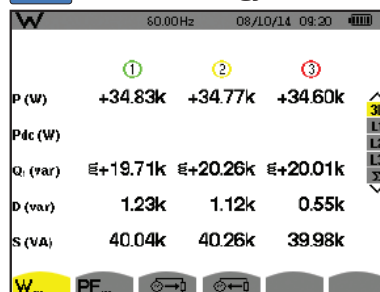 W 60.00Hz 08/10/14 09:20
1 2 3
P (W) +34.83k +34.77k +34.60k
3L
Pdc (W)
L1
L2
Q₁ (var) +19.71k +20.26k +20.01k
L3
Σ
D (var) 1.23k 1.12k 0.55k
S (VA) 40.04k 40.26k 39.98k
W... PF...